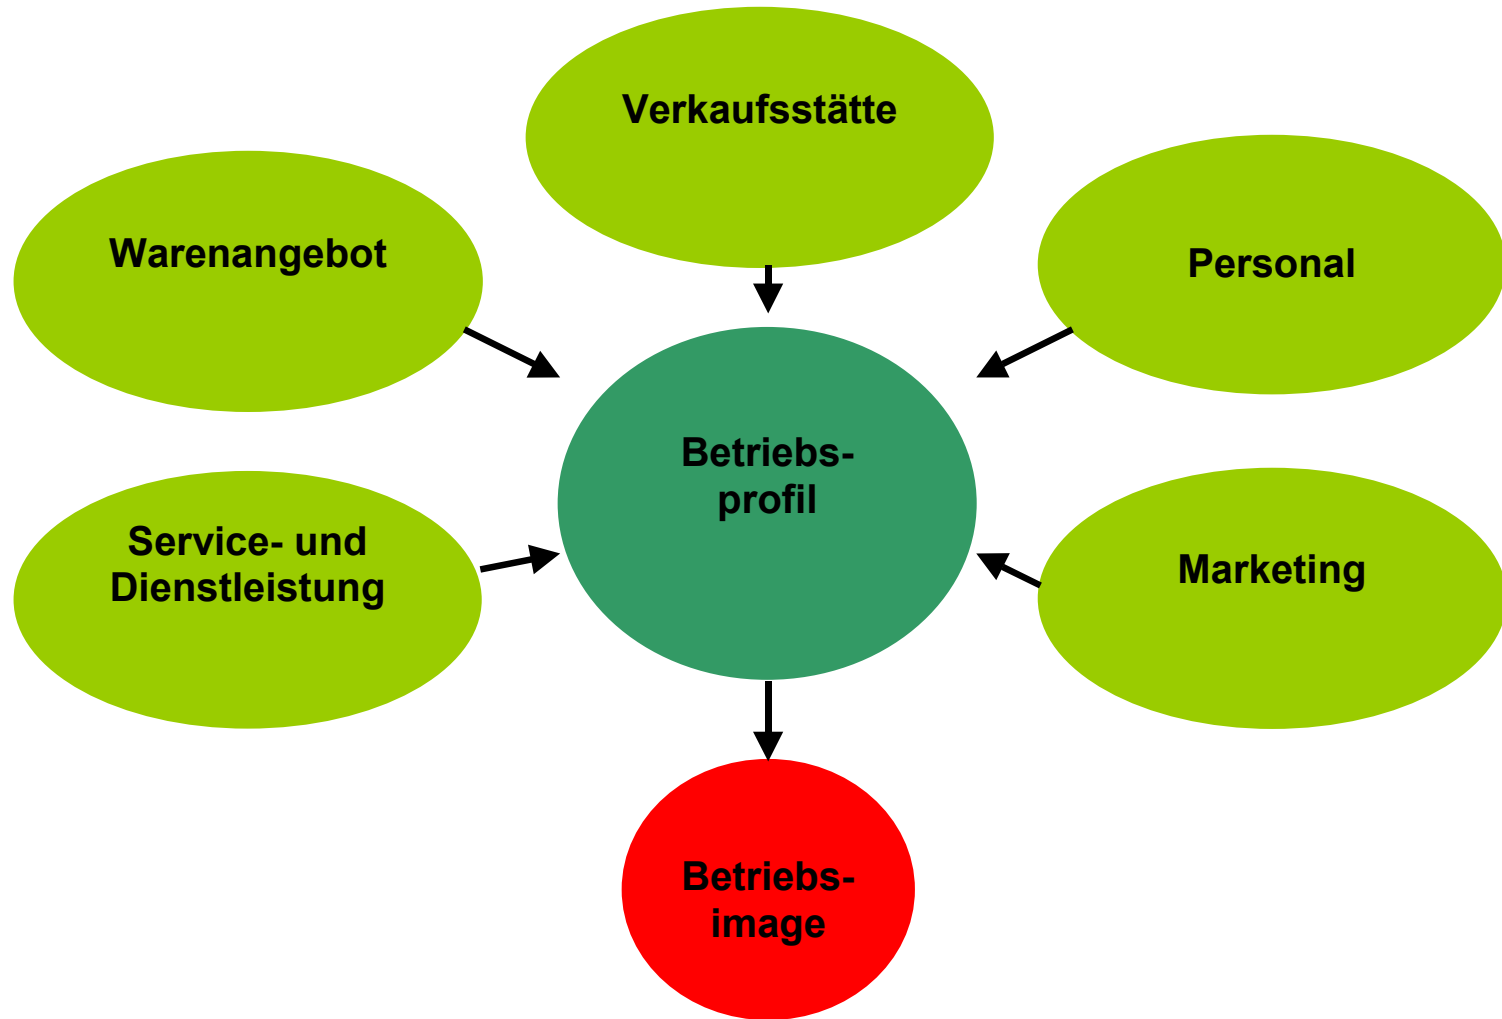 Verkaufsstätte
Warenangebot
Personal
Betriebs-
profil
Service- und
Dienstleistung
Marketing
Betriebs-
image